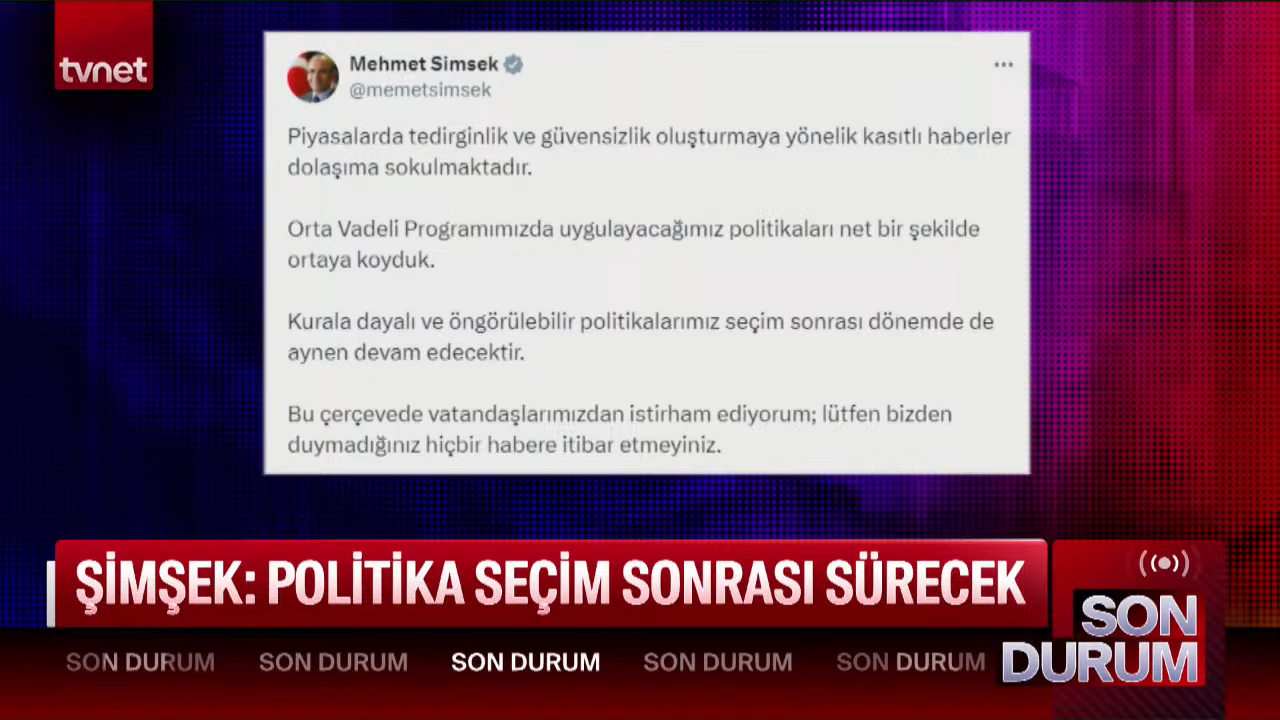 tvnet
Mehmet Simsek
@memetsimsek
Piyasalarda tedirginlik ve güvensizlik oluşturmaya yönelik kasıtlı haberler
dolaşıma sokulmaktadır.
Orta Vadeli Programımızda uygulayacağımız politikaları net bir şekilde
ortaya koyduk.
Kurala dayalı ve öngörülebilir politikalarımız seçim sonrası dönemde de
aynen devam edecektir.
Bu çerçevede vatandaşlarımızdan istirham ediyorum; lütfen bizden
duymadığınız hiçbir habere itibar etmeyiniz.
ŞİMŞEK: POLİTİKA SEÇİM SONRASI SÜRECEK
SON DURUM SON DURUM SON DURUM SON DURUM SON DURUM
SON
DURUM